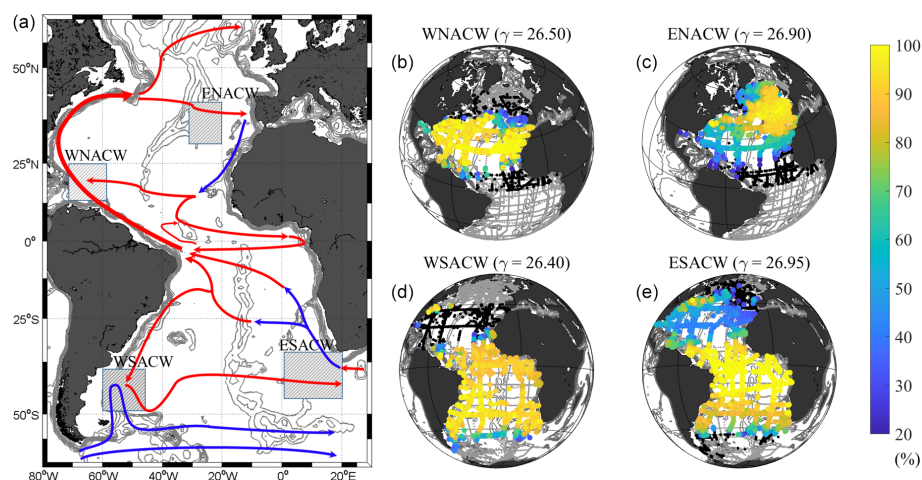 (a)
50°N
25°N
0°
25°S
50°S
80°W
60°W
40°W
20°W
0°
20°E
ENACW
WNACW
ESACW
WSACW
WNACW (γ = 26.50)
(b)
ENACW (γ = 26.90)
(c)
WSACW (γ = 26.40)
(d)
ESACW (γ = 26.95)
(e)
100
90
80
70
60
50
40
30
20
(%)